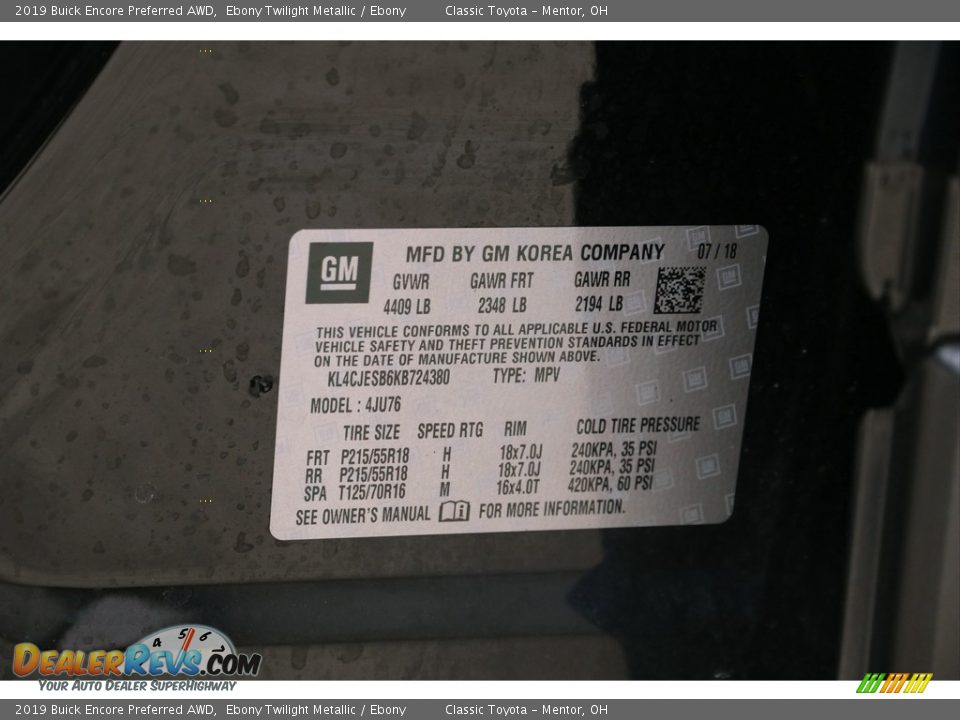 2019 Buick Encore Preferred AWD, Ebony Twilight Metallic / Ebony Classic Toyota – Mentor, OH
GM
MFD BY GM KOREA COMPANY 07 / 18
GVWR GAWR FRT GAWR RR
4409 LB 2348 LB 2194 LB
THIS VEHICLE CONFORMS TO ALL APPLICABLE U.S. FEDERAL MOTOR
VEHICLE SAFETY AND THEFT PREVENTION STANDARDS IN EFFECT
ON THE DATE OF MANUFACTURE SHOWN ABOVE.
KL4CJESB6KB724380 TYPE: MPV
MODEL : 4JU76
TIRE SIZE SPEED RTG RIM COLD TIRE PRESSURE
FRT P215/55R18 H 18x7.0J 240KPA, 35 PSI
RR P215/55R18 H 18x7.0J 240KPA, 35 PSI
SPA T125/70R16 M 16x4.0T 420KPA, 60 PSI
SEE OWNER'S MANUAL i FOR MORE INFORMATION.
4 5 6
DEALERREVS.COM
YOUR AUTO DEALER SUPERHIGHWAY
2019 Buick Encore Preferred AWD, Ebony Twilight Metallic / Ebony Classic Toyota – Mentor, OH